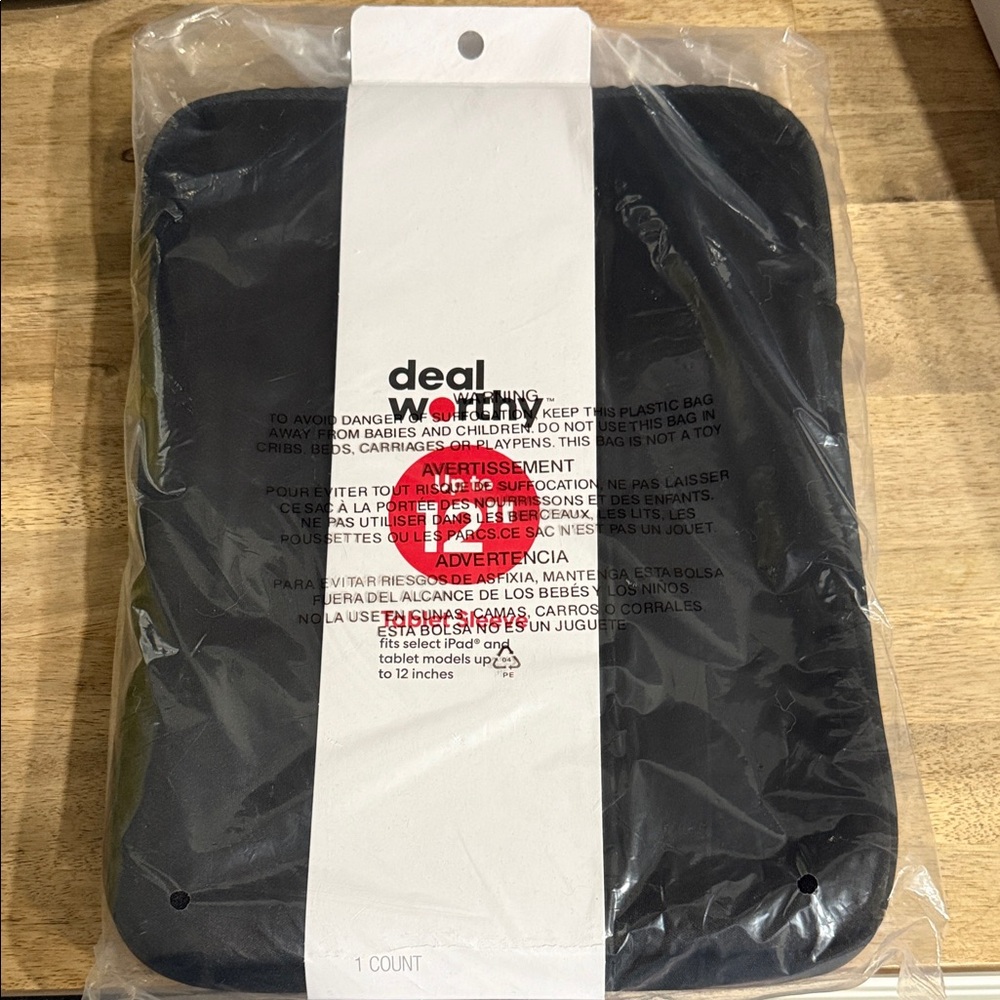 deal
worthy™
WARNING
TO AVOID DANGER OF SUFFOCATION, KEEP THIS PLASTIC BAG
AWAY FROM BABIES AND CHILDREN. DO NOT USE THIS BAG IN
CRIBS, BEDS, CARRIAGES OR PLAYPENS. THIS BAG IS NOT A TOY
AVERTISSEMENT
Up to
12"
POUR EVITER TOUT RISQUE DE SUFFOCATION, NE PAS LAISSER
CE SAC À LA PORTÉE DES NOURRISSONS ET DES ENFANTS,
NE PAS UTILISER DANS LES BERCEAUX, LES LITS, LES
POUSSETTES OU LES PARCS.CE SAC N'EST PAS UN JOUET
ADVERTENCIA
PARA EVITAR RIESGOS DE ASFIXIA, MANTENGA ESTA BOLSA
FUERA DEL ALCANCE DE LOS BEBÉS Y LOS NIÑOS
NO LA USE EN CUNAS, CAMAS, CARROS O CORRALES.
ESTA BOLSA NO ES UN JUGUETE
Tablet Sleeve
fits select iPad® and
tablet models up
to 12 inches
04
PE
1 COUNT